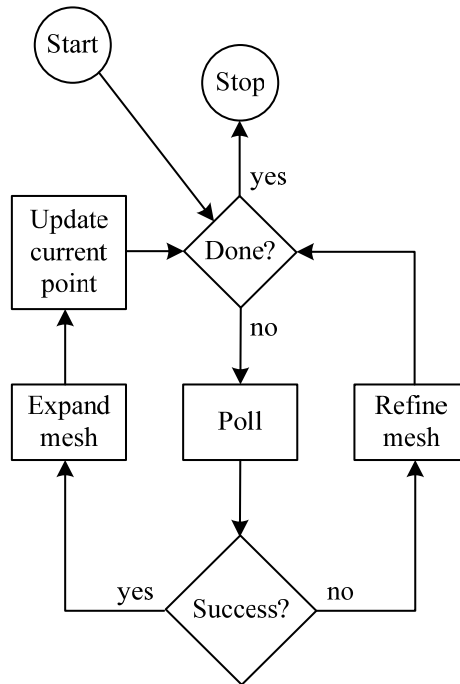 Start
Stop
yes
Update
current
point
Done?
no
Expand
mesh
Poll
Refine
mesh
yes
Success?
no